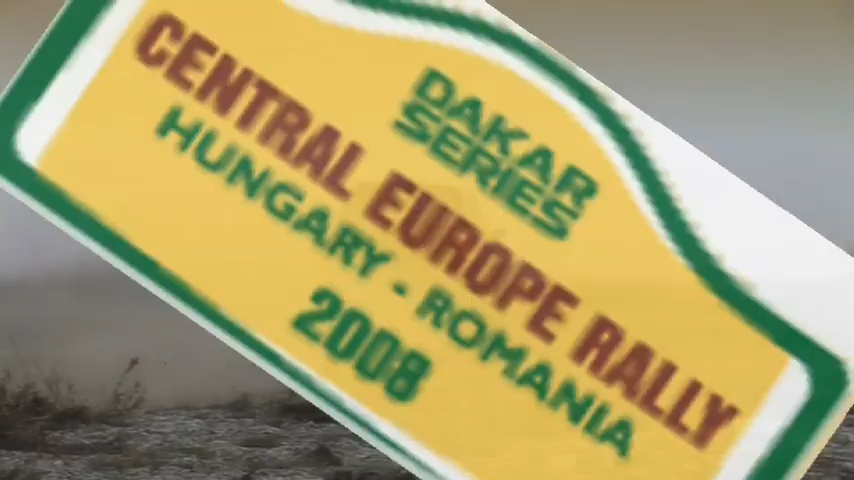 DAKAR
SERIES
CENTRAL EUROPE RALLY
HUNGARY - ROMANIA
2008